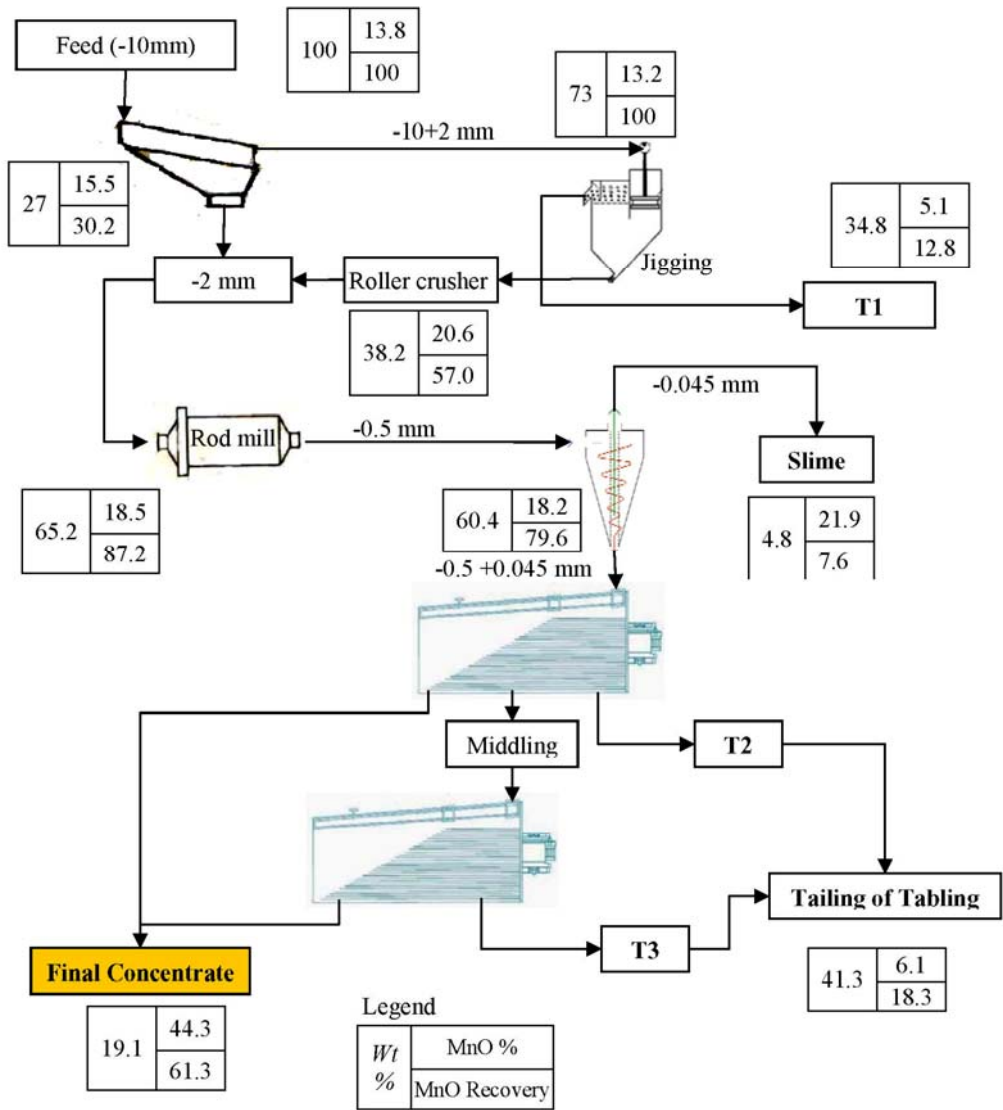 Feed (-10mm)
100
13.8
100
73
13.2
100
-10+2 mm
27
15.5
30.2
34.8
5.1
12.8
Jigging
-2 mm
Roller crusher
T1
38.2
20.6
57.0
-0.045 mm
Rod mill
-0.5 mm
Slime
65.2
18.5
87.2
60.4
18.2
79.6
4.8
21.9
7.6
-0.5 +0.045 mm
Middling
T2
Tailing of Tabling
T3
Final Concentrate
41.3
6.1
18.3
19.1
44.3
61.3
Legend
Wt
%
MnO %
MnO Recovery